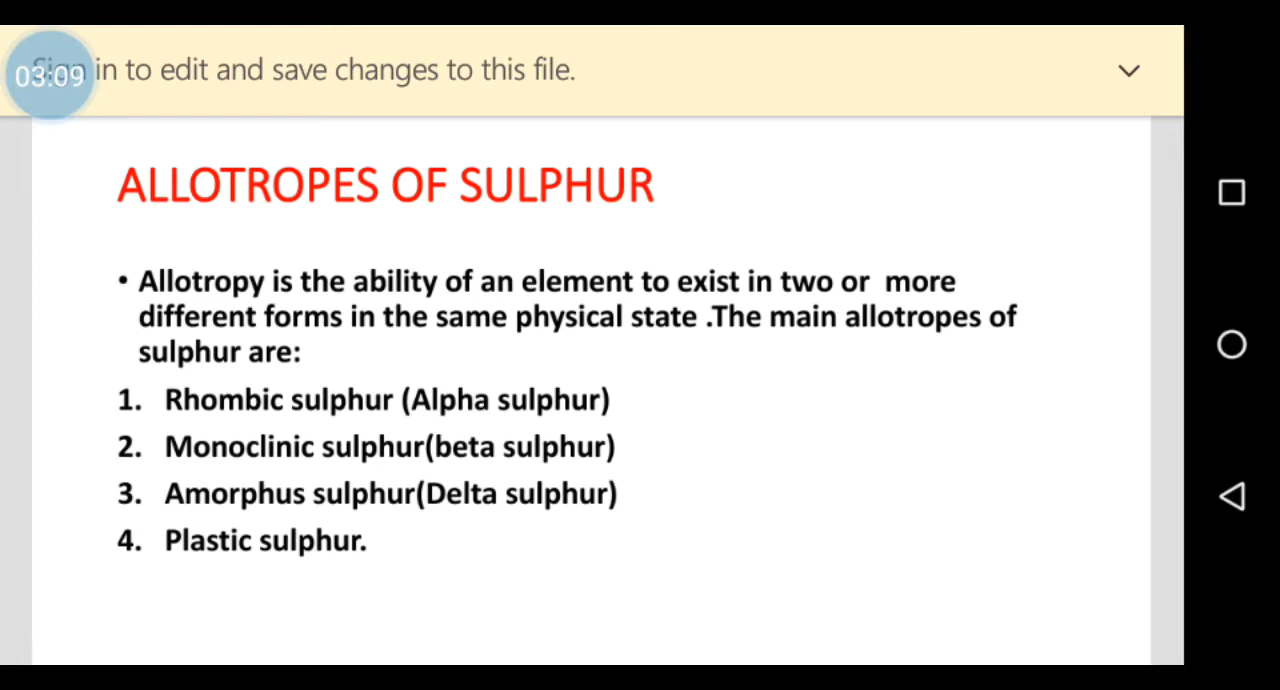 Sign in to edit and save changes to this file.
03:09
ALLOTROPES OF SULPHUR
• Allotropy is the ability of an element to exist in two or more
different forms in the same physical state .The main allotropes of
sulphur are:
1. Rhombic sulphur (Alpha sulphur)
2. Monoclinic sulphur(beta sulphur)
3. Amorphus sulphur(Delta sulphur)
4. Plastic sulphur.